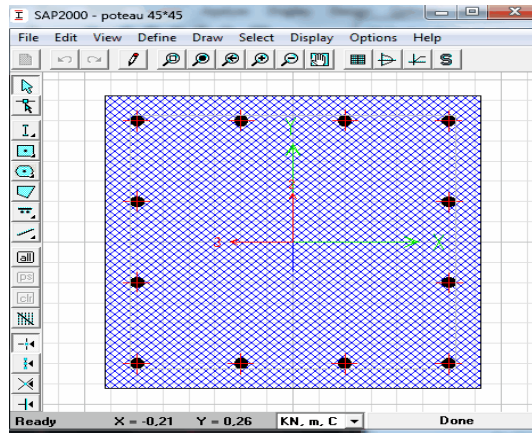 SAP2000 - poteau 45*45
File Edit View Define Draw Select Display Options Help
I
S
all
ps
clr
Y
X
Ready X = -0,21 Y = 0,26 KN, m, C Done